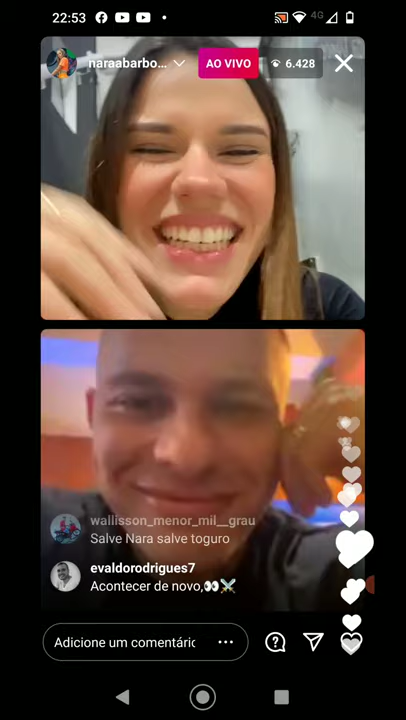 22:53
4G
naraabarbo...
AO VIVO
6.428
wallisson_menor_mil__grau
Salve Nara salve toguro
evaldorodrigues7
Acontecer de novo,👀⚔️
Adicione um comentáric